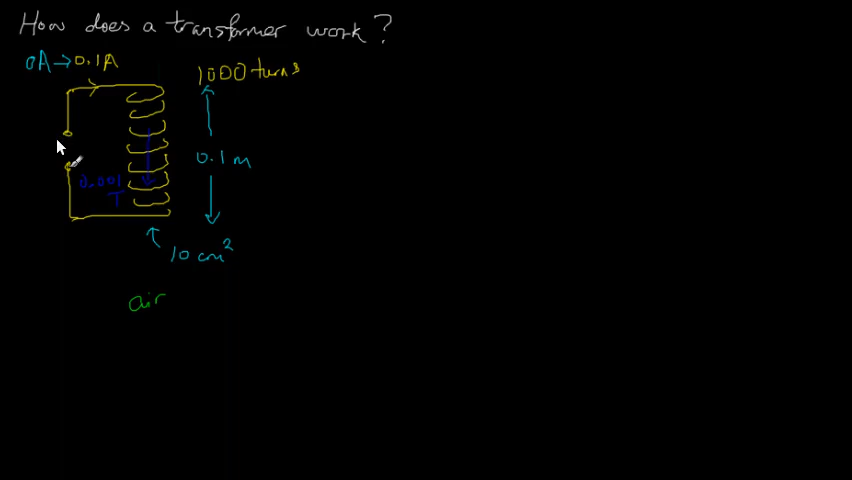 How does a transformer work?
0A→0.1A
1000 turns
0.1 m
0.001
T
10 cm²
air